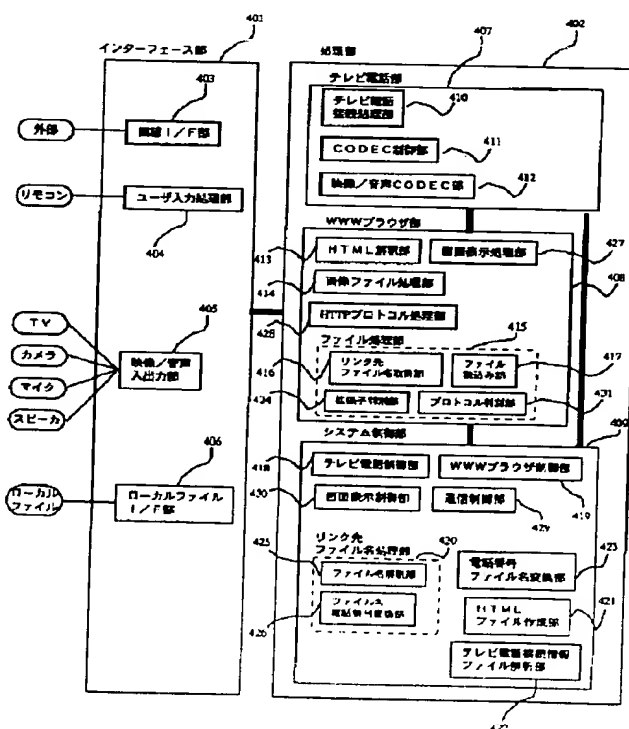 401
402
インターフェース部
処理部
407
テレビ電話部
403
外部
回線I/F部
テレビ電話
接続処理部
410
CODEC制御部
411
リモコン
ユーザ入力処理部
404
映像/音声CODEC部
412
WWWブラウザ部
413
HTML解釈部
画面表示処理部
427
408
414
画像ファイル処理部
428
HTTPプロトコル処理部
405
ファイル処理部
415
TV
カメラ
マイク
スピーカ
映像/音声
入出力部
416
リンク先
ファイル名取得部
ファイル
読込み部
417
拡張子判別部
プロトコル判別部
431
システム制御部
409
406
418
テレビ電話制御部
WWWブラウザ制御部
419
ローカル
ファイル
ローカルファイル
I/F部
430
画面表示制御部
通信制御部
429
リンク先
ファイル名処理部
420
425
ファイル名解釈部
426
ファイル名
電話番号変換部
電話番号
ファイル名変換部
423
HTML
ファイル作成部
421
テレビ電話接続情報
ファイル解析部